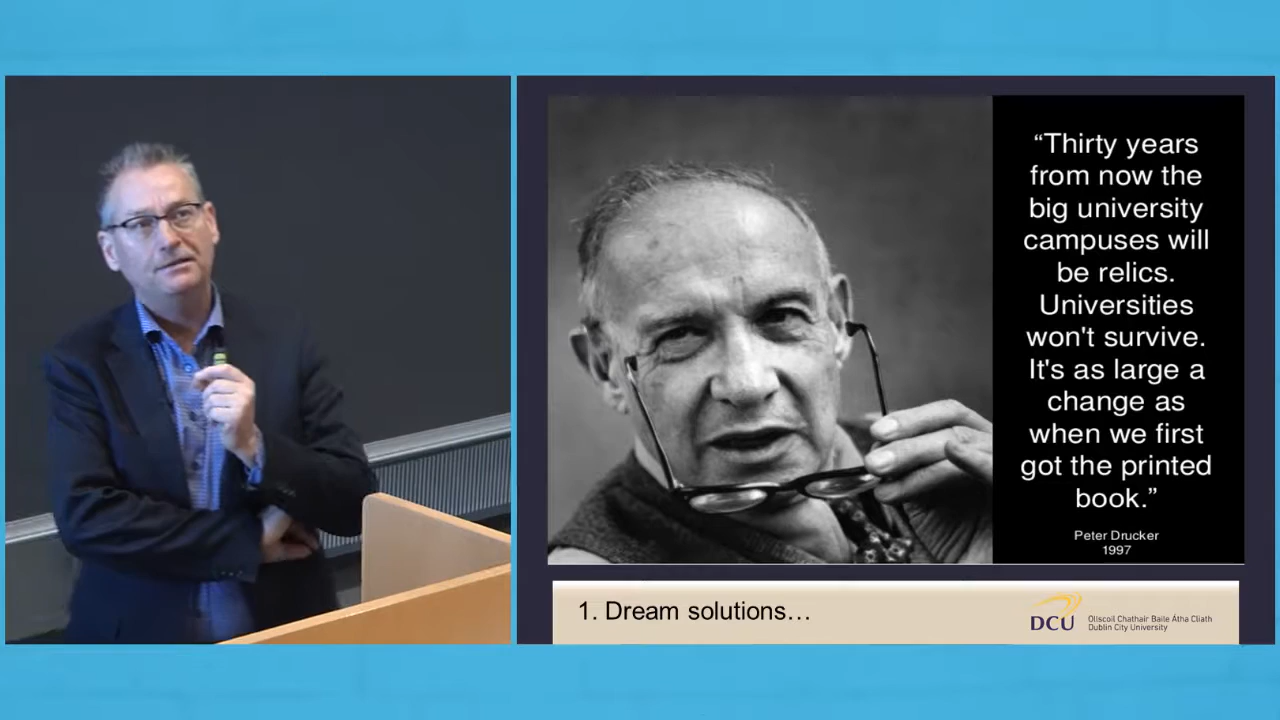 “Thirty years
from now the
big university
campuses will
be relics.
Universities
won't survive.
It's as large a
change as
when we first
got the printed
book.”
Peter Drucker
1997
1. Dream solutions…
DCU
Ollscoil Chathair Baile Átha Cliath
Dublin City University